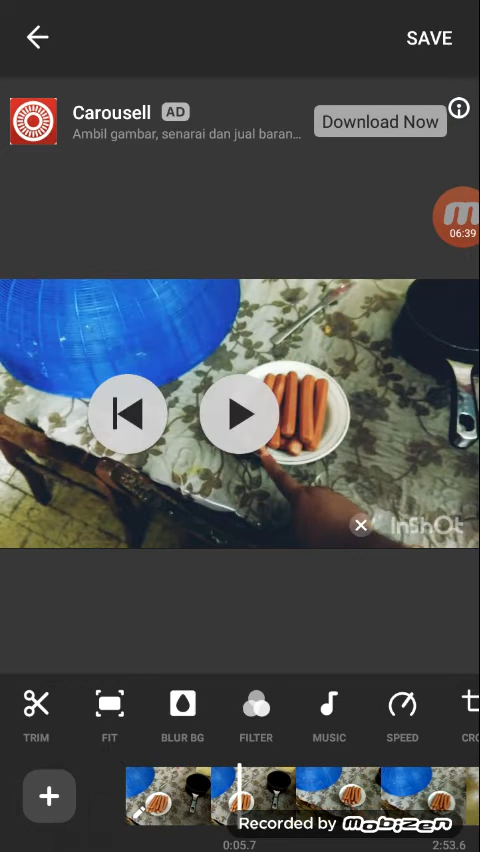 SAVE
Carousell AD
Ambil gambar, senarai dan jual baran...
Download Now
06:39
InShOt
TRIM
FIT
BLUR BG
FILTER
MUSIC
SPEED
CRO
Recorded by mobizen
0:05.7
2:53.6